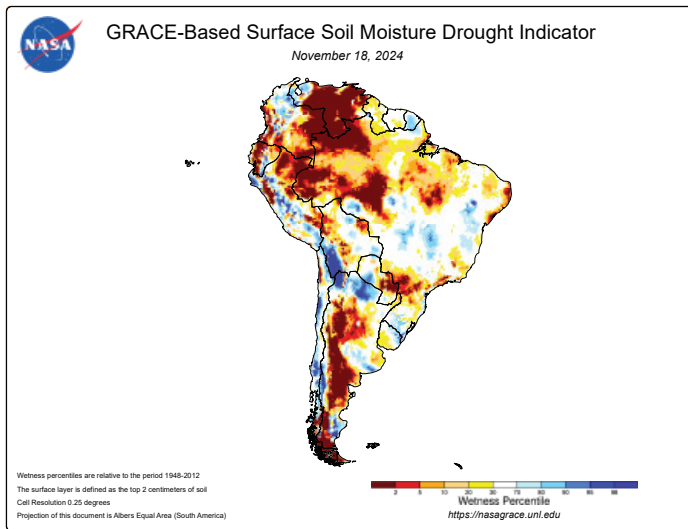 NASA
GRACE-Based Surface Soil Moisture Drought Indicator
November 18, 2024
Wetness percentiles are relative to the period 1948-2012
The surface layer is defined as the top 2 centimeters of soil
Cell Resolution 0.25 degrees
Projection of this document is Albers Equal Area (South America)
2 5 10 20 30 70 80 90 95 98
Wetness Percentile
https://nasagrace.unl.edu